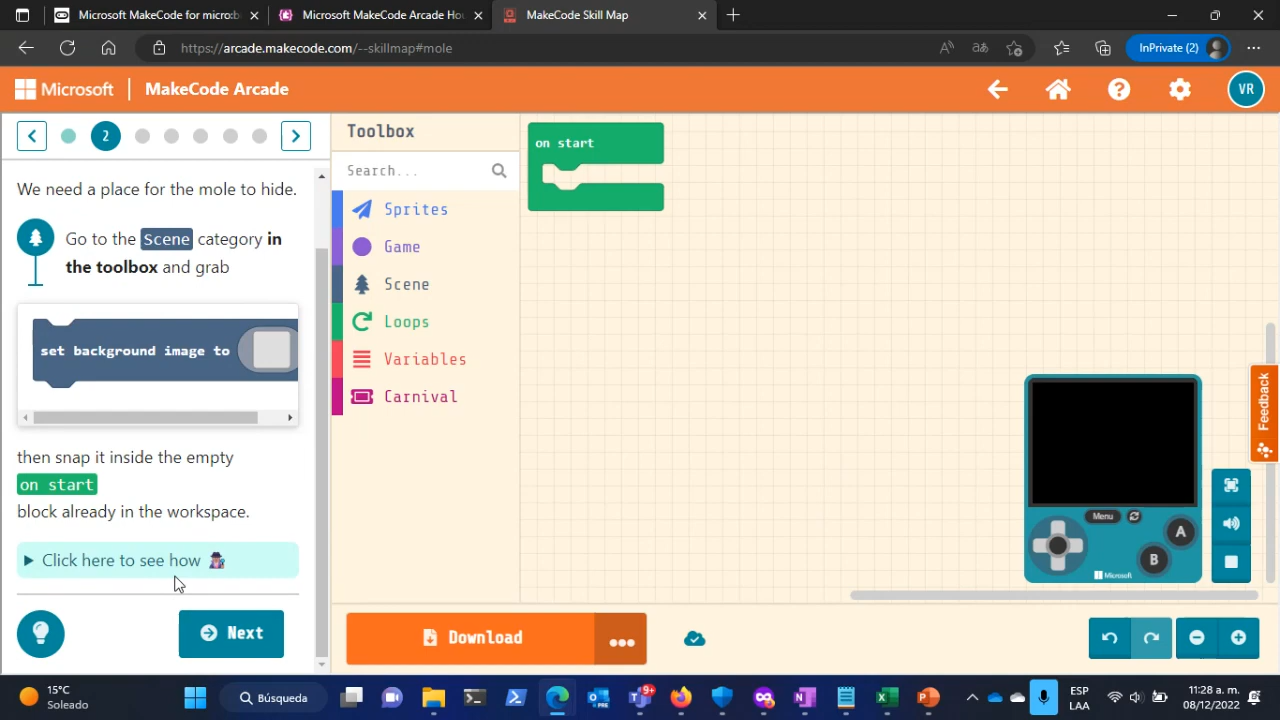 Microsoft MakeCode for micro:b
Microsoft MakeCode Arcade Hou
MakeCode Skill Map
https://arcade.makecode.com/--skillmap#mole
InPrivate (2)
Microsoft
MakeCode Arcade
VR
2
We need a place for the mole to hide.
Go to the Scene category in
the toolbox and grab
set background image to
then snap it inside the empty
on start
block already in the workspace.
Click here to see how
Next
Toolbox
Search...
Sprites
Game
Scene
Loops
Variables
Carnival
on start
Menu
A
B
Microsoft
Feedback
Download
15°C
Soleado
Búsqueda
PRE
9+
ESP
LAA
11:28 a. m.
08/12/2022